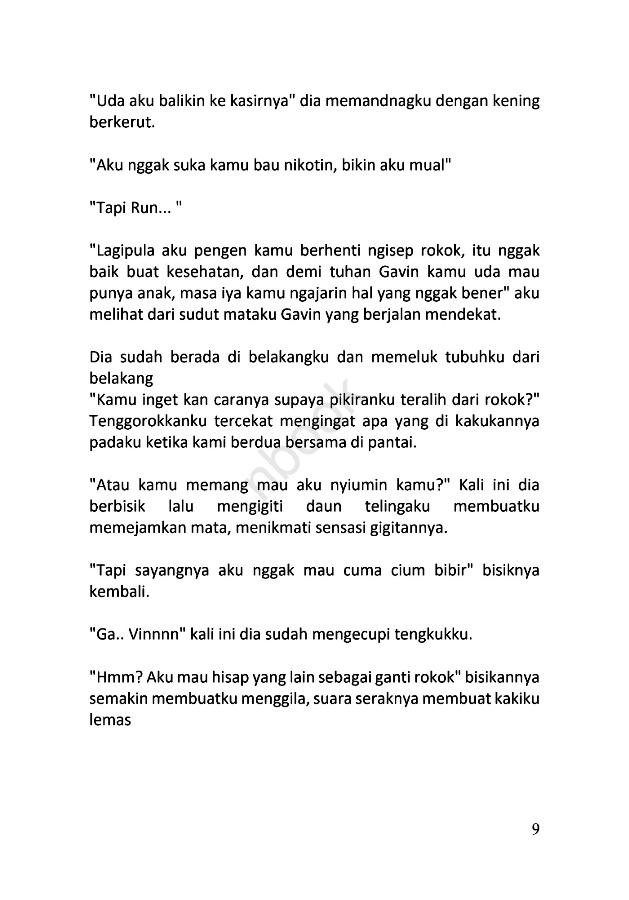 "Uda aku balikin ke kasirnya" dia memandnagku dengan kening
berkerut.
"Aku nggak suka kamu bau nikotin, bikin aku mual"
"Tapi Run... "
"Lagipula aku pengen kamu berhenti ngisep rokok, itu nggak
baik buat kesehatan, dan demi tuhan Gavin kamu uda mau
punya anak, masa iya kamu ngajarin hal yang nggak bener" aku
melihat dari sudut mataku Gavin yang berjalan mendekat.
Dia sudah berada di belakangku dan memeluk tubuhku dari
belakang
"Kamu inget kan caranya supaya pikiranku teralih dari rokok?"
Tenggorokkanku tercekat mengingat apa yang di kakukannya
padaku ketika kami berdua bersama di pantai.
"Atau kamu memang mau aku nyiumin kamu?" Kali ini dia
berbisik lalu mengigiti daun telingaku membuatku
memejamkan mata, menikmati sensasi gigitannya.
"Tapi sayangnya aku nggak mau cuma cium bibir" bisiknya
kembali.
"Ga.. Vinnnn" kali ini dia sudah mengecupi tengkukku.
"Hmm? Aku mau hisap yang lain sebagai ganti rokok" bisikannya
semakin membuatku menggila, suara seraknya membuat kakiku
lemas
nbook
9